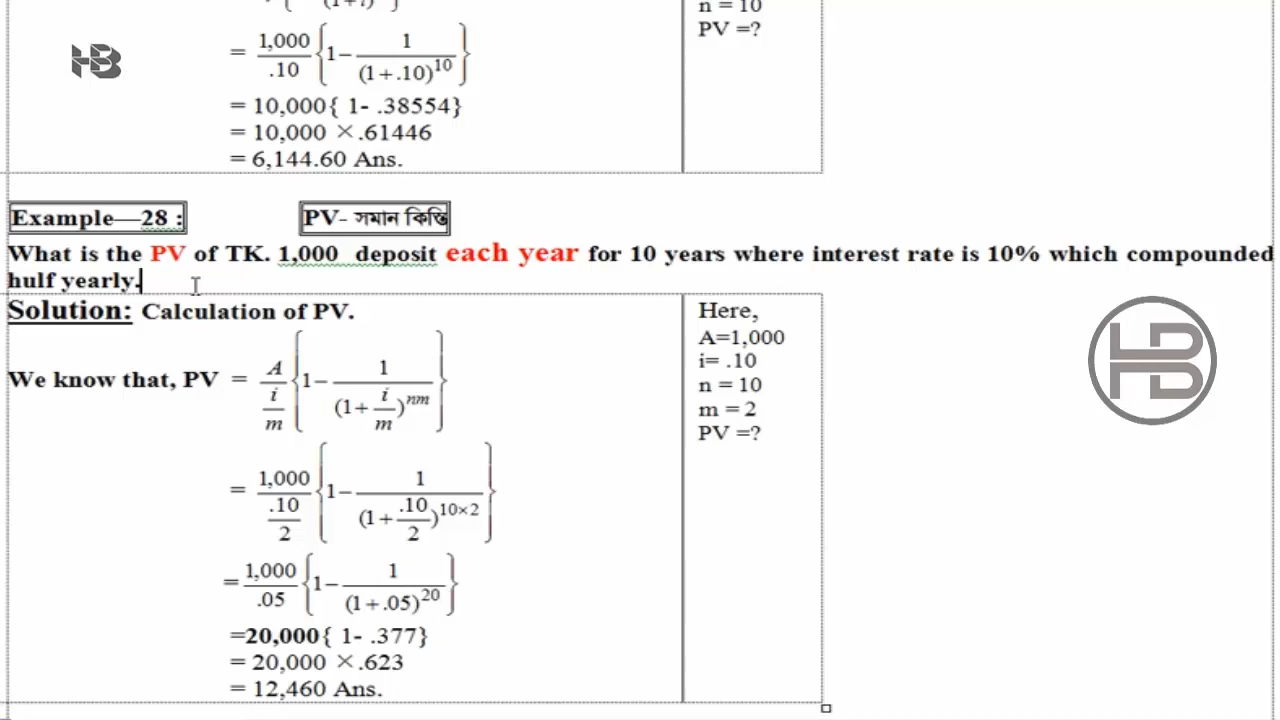 n = 10
PV =?
HB
= 1,000/.10 {1− 1/(1+.10)^10}
= 10,000{ 1- .38554}
= 10,000 ×.61446
= 6,144.60 Ans.
Example—28 : PV- সমান কিস্তি
What is the PV of TK. 1,000 deposit each year for 10 years where interest rate is 10% which compounded
hulf yearly.
Solution: Calculation of PV.
We know that, PV = A/(i/m) {1− 1/(1+i/m)^nm}
= 1,000/(.10/2) {1− 1/(1+.10/2)^10×2}
= 1,000/.05 {1− 1/(1+.05)^20}
=20,000{ 1- .377}
= 20,000 ×.623
= 12,460 Ans.
Here,
A=1,000
i= .10
n = 10
m = 2
PV =?